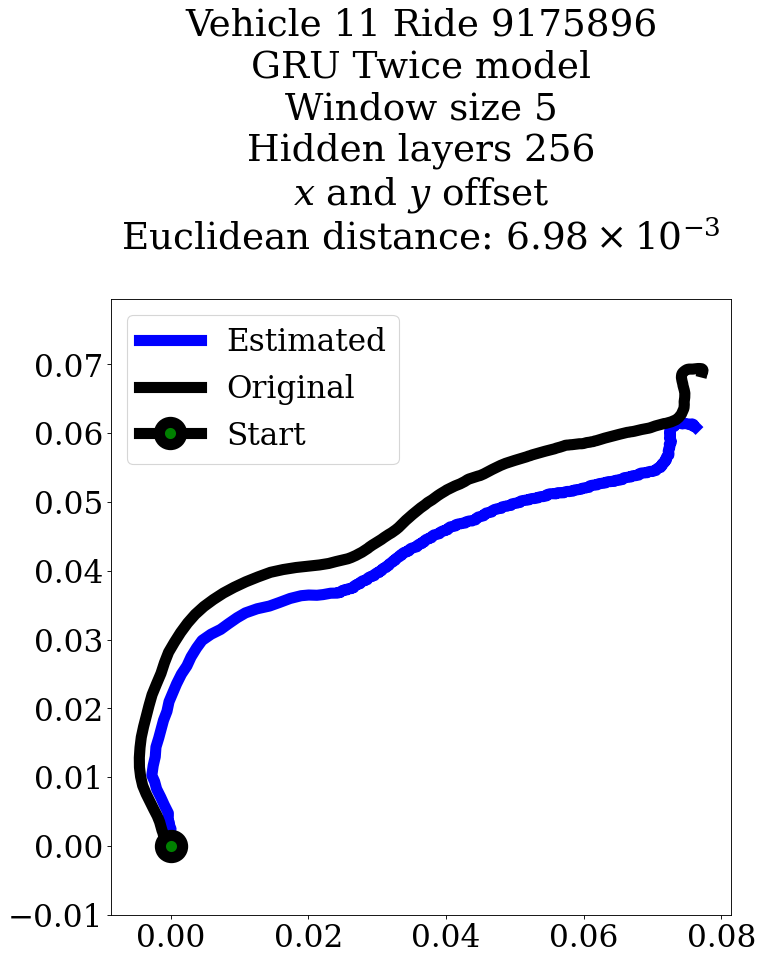 Vehicle 11 Ride 9175896
GRU Twice model
Window size 5
Hidden layers 256
x and y offset
Euclidean distance: 6.98 × 10⁻³
Estimated
Original
Start
0.07
0.06
0.05
0.04
0.03
0.02
0.01
0.00
−0.01
0.00 0.02 0.04 0.06 0.08